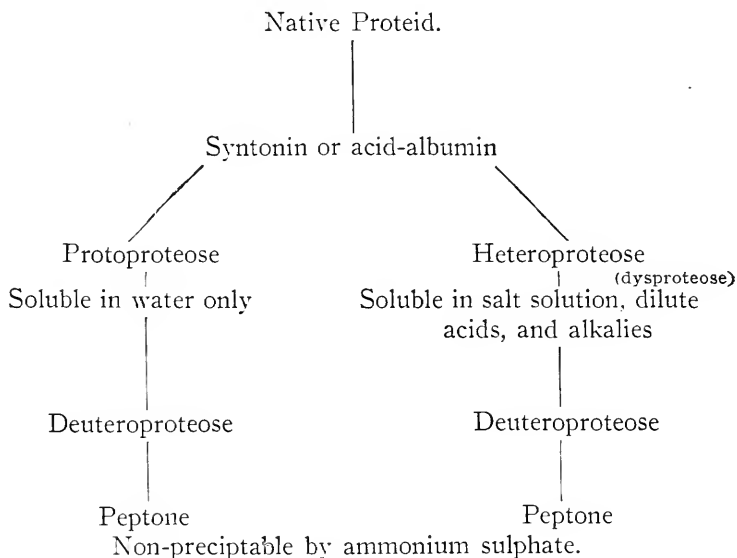 Native Proteid.
Syntonin or acid-albumin
Protoproteose
Heteroproteose
(dysproteose)
Soluble in water only
Soluble in salt solution, dilute
acids, and alkalies
Deuteroproteose
Deuteroproteose
Peptone
Peptone
Non-preciptable by ammonium sulphate.